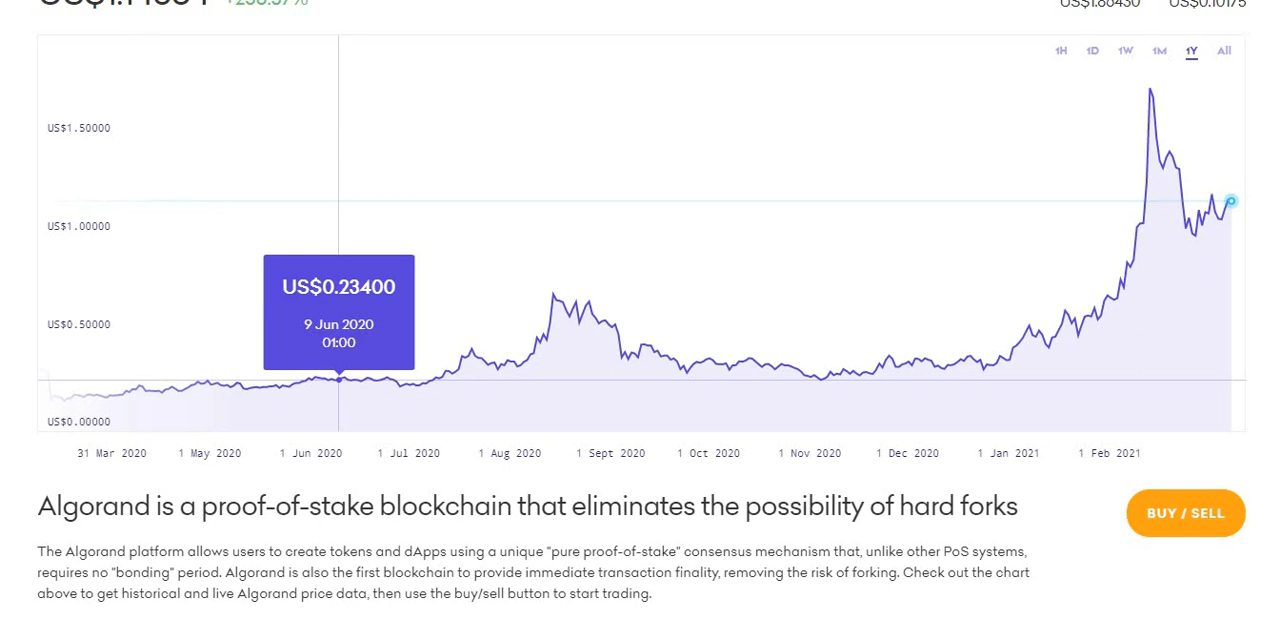 1H 1D 1W 1M 1Y All
US$1.50000
US$1.00000
US$0.23400
9 Jun 2020
01:00
US$0.50000
US$0.00000
31 Mar 2020 1 May 2020 1 Jun 2020 1 Jul 2020 1 Aug 2020 1 Sept 2020 1 Oct 2020 1 Nov 2020 1 Dec 2020 1 Jan 2021 1 Feb 2021
Algorand is a proof-of-stake blockchain that eliminates the possibility of hard forks
BUY / SELL
The Algorand platform allows users to create tokens and dApps using a unique "pure proof-of-stake" consensus mechanism that, unlike other PoS systems,
requires no "bonding" period. Algorand is also the first blockchain to provide immediate transaction finality, removing the risk of forking. Check out the chart
above to get historical and live Algorand price data, then use the buy/sell button to start trading.